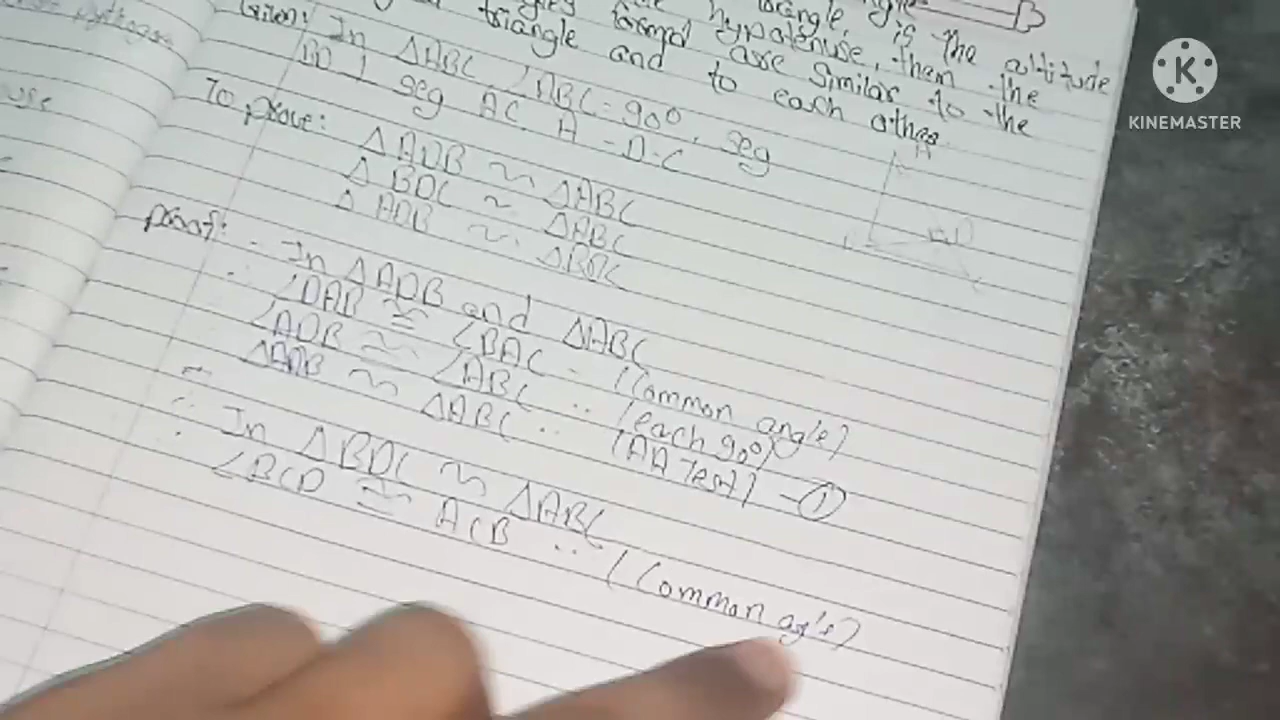 is the altitude
hypotenuse, then the
formed are similar to the
triangle and to each other
Given: In △ABC ∠ABC = 90°, seg
BD ⊥ seg AC A - D - C
To prove: △ADB ~ △ABC
△BDC ~ △ABC
△ADB ~ △BDC
proof: - In △ADB and △ABC
∠DAB ≅ ∠BAC - (Common angle)
∠ADB ≅ ∠ABC .. (each 90°)
△ADB ~ △ABC .. (AA Test) - ①
∴ In △BDC ~ △ABC
∠BCD ≅ ACB .. (Common
K
KINEMASTER